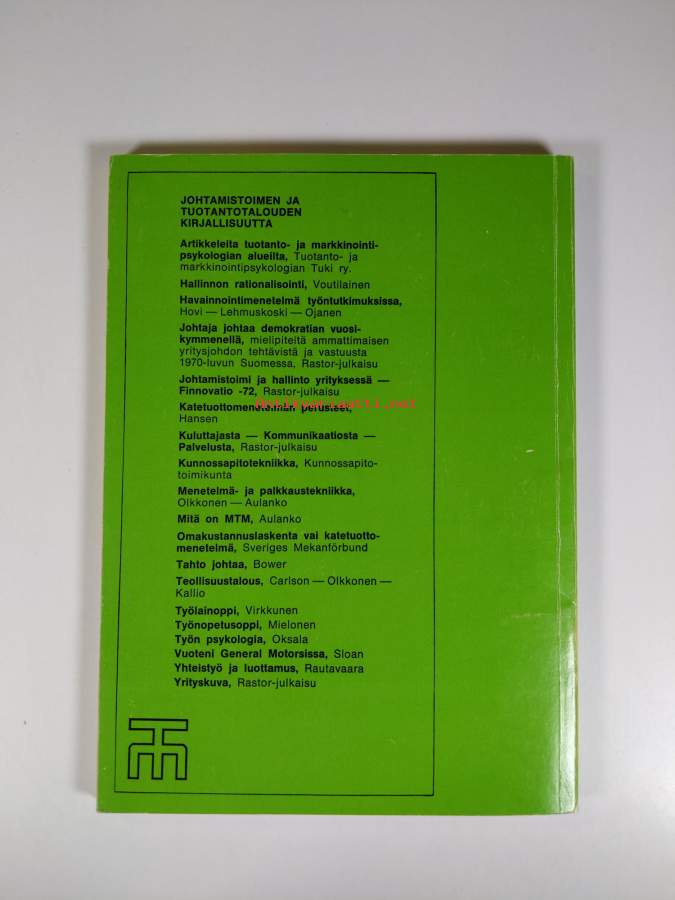 JOHTAMISTOIMEN JA
TUOTANTOTALOUDEN
KIRJALLISUUTTA
Artikkeleita tuotanto- ja markkinointi-
psykologian alueilta, Tuotanto- ja
markkinointipsykologian Tuki ry.
Hallinnon rationalisointi, Voutilainen
Havainnointimenetelmä työntutkimuksissa,
Hovi — Lehmuskoski — Ojanen
Johtaja johtaa demokratian vuosi-
kymmenellä, mielipiteitä ammattimaisen
yritysjohdon tehtävistä ja vastuusta
1970-luvun Suomessa, Rastor-julkaisu
Johtamistoimi ja hallinto yrityksessä —
Finnovatio -72, Rastor-julkaisu
Katetuottomenetelmän perusteet,
Hansen
Kuluttajasta — Kommunikaatiosta —
Palvelusta, Rastor-julkaisu
Kunnossapitotekniikka, Kunnossapito-
toimikunta
Menetelmä- ja palkkaustekniikka,
Olkkonen — Aulanko
Mitä on MTM, Aulanko
Omakustannuslaskenta vai katetuotto-
menetelmä, Sveriges Mekanförbund
Tahto johtaa, Bower
Teollisuustalous, Carlson — Olkkonen —
Kallio
Työlainoppi, Virkkunen
Työnopetusoppi, Mielonen
Työn psykologia, Oksala
Vuoteni General Motorsissa, Sloan
Yhteistyö ja luottamus, Rautavaara
Yrityskuva, Rastor-julkaisu